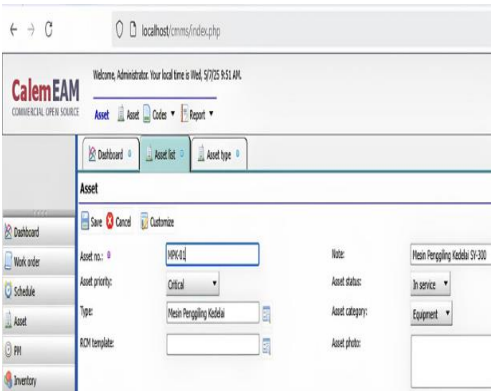 localhost/cmms/index.php
Welcome, Administrator. Your local time is Wed, 5/7/25 9:51 AM.
CalemEAM
COMMERCIAL OPEN SOURCE
Asset Asset Codes Report
Dashboard Asset list Asset type
Asset
Save Cancel Customize
Dashboard
Work order
Schedule
Asset
PM
Inventory
Asset no.: MPK-01 Note: Mesin Penggiling Kedelai SY-300
Asset priority: Critical Asset status: In service
Type: Mesin Penggiling Kedelai Asset category: Equipment
RCM template: Asset photo: